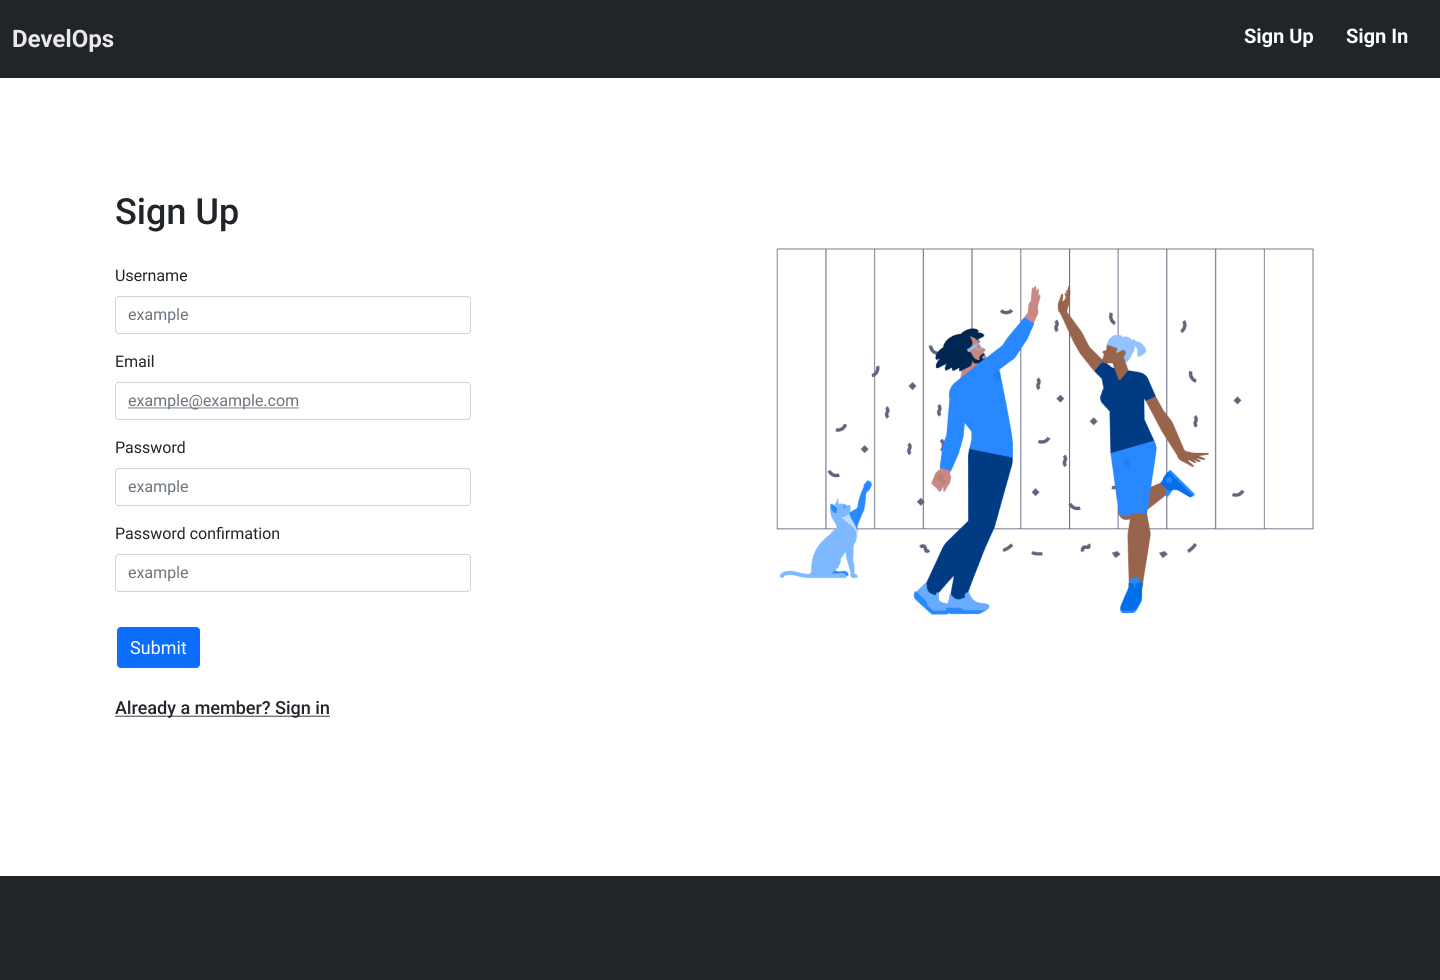 DevelOps
Sign Up
Sign In
Sign Up
Username
example
Email
example@example.com
Password
example
Password confirmation
example
Submit
Already a member? Sign in